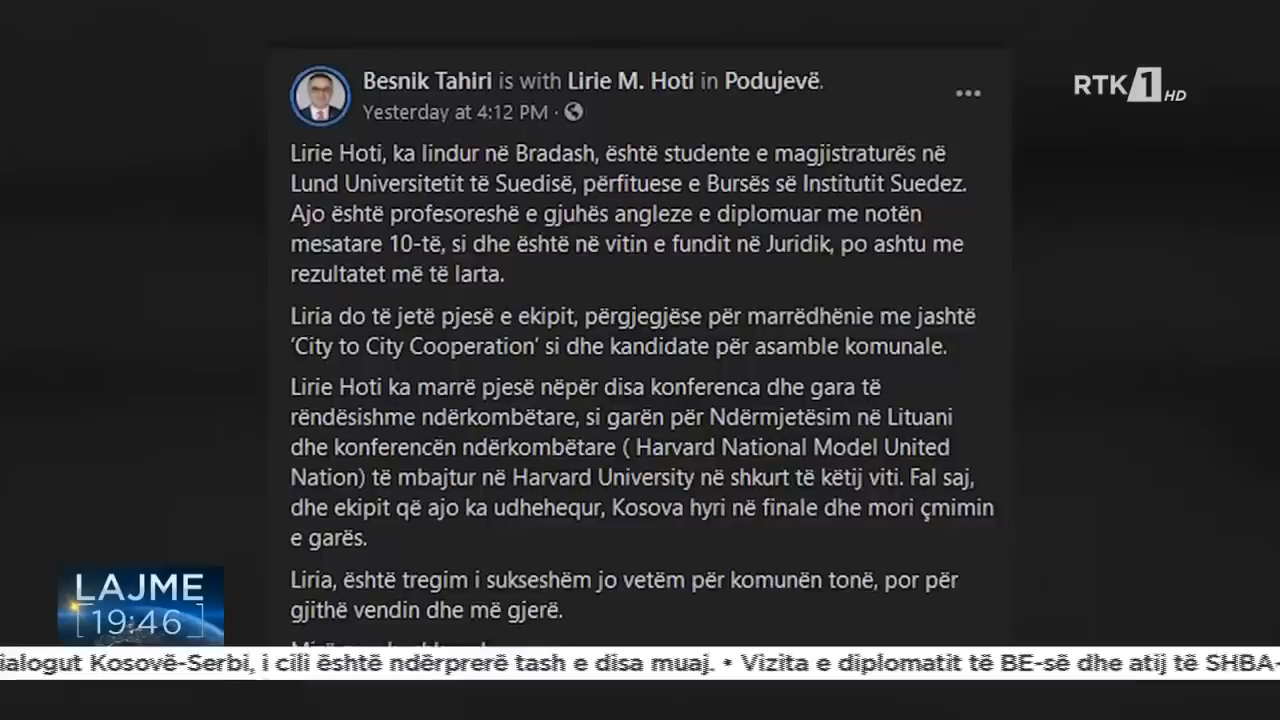 Besnik Tahiri is with Lirie M. Hoti in Podujevë.
Yesterday at 4:12 PM ·
RTK 1 HD
Lirie Hoti, ka lindur në Bradash, është studente e magjistraturës në
Lund Universitetit të Suedisë, përfituese e Bursës së Institutit Suedez.
Ajo është profesoreshë e gjuhës angleze e diplomuar me notën
mesatare 10-të, si dhe është në vitin e fundit në Juridik, po ashtu me
rezultatet më të larta.
Liria do të jetë pjesë e ekipit, përgjegjëse për marrëdhënie me jashtë
‘City to City Cooperation’ si dhe kandidate për asamble komunale.
Lirie Hoti ka marrë pjesë nëpër disa konferenca dhe gara të
rëndësishme ndërkombëtare, si garën për Ndërmjetësim në Lituani
dhe konferencën ndërkombëtare ( Harvard National Model United
Nation) të mbajtur në Harvard University në shkurt të këtij viti. Fal saj,
dhe ekipit që ajo ka udhehequr, Kosova hyri në finale dhe mori çmimin
e garës.
Liria, është tregim i sukseshëm jo vetëm për komunën tonë, por për
gjithë vendin dhe më gjerë.
LAJME
19:46
ialogut Kosovë-Serbi, i cili është ndërprerë tash e disa muaj. • Vizita e diplomatit të BE-së dhe atij të SHBA-